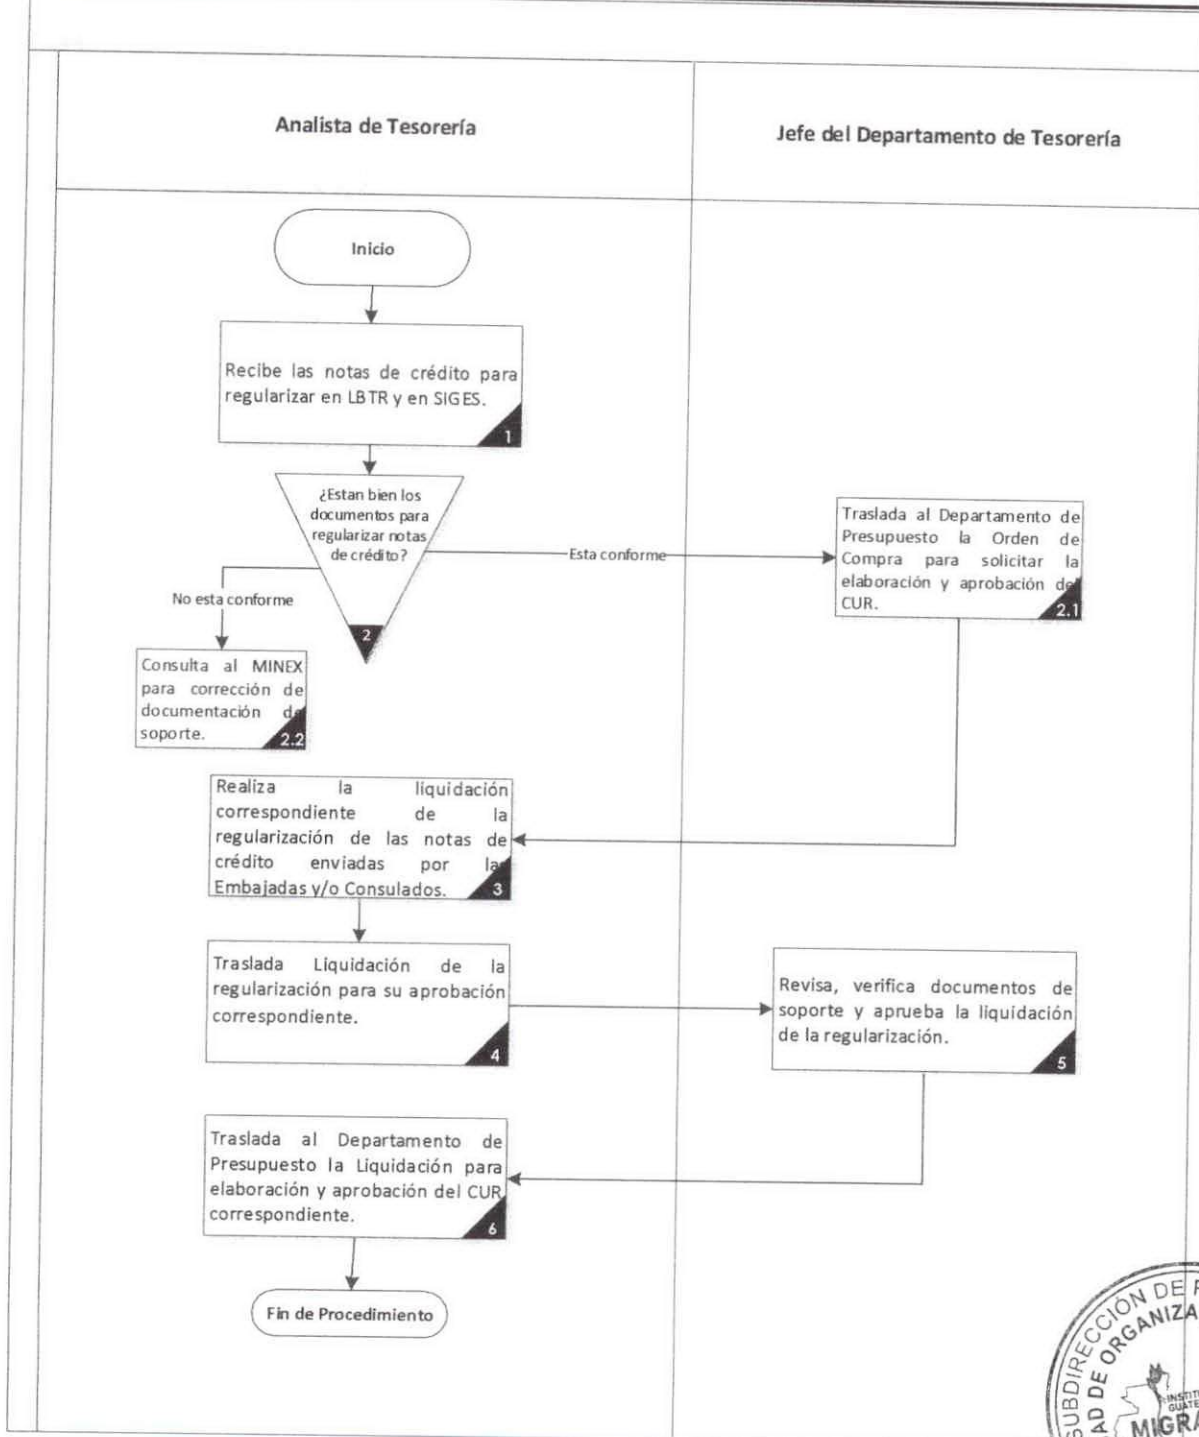 Analista de Tesorería
Jefe del Departamento de Tesorería
Inicio
Recibe las notas de crédito para
regularizar en LBTR y en SIGES.
1
¿Estan bien los
documentos para
regularizar notas
de crédito?
2
Esta conforme
No esta conforme
Traslada al Departamento de
Presupuesto la Orden de
Compra para solicitar la
elaboración y aprobación del
CUR.
2.1
Consulta al MINEX
para corrección de
documentación de
soporte.
2.2
Realiza la liquidación
correspondiente de la
regularización de las notas de
crédito enviadas por las
Embajadas y/o Consulados.
3
Traslada Liquidación de la
regularización para su aprobación
correspondiente.
4
Revisa, verifica documentos de
soporte y aprueba la liquidación
de la regularización.
5
Traslada al Departamento de
Presupuesto la Liquidación para
elaboración y aprobación del CUR
correspondiente.
6
Fin de Procedimiento
SUBDIRECCIÓN DE
DE ORGANIZA
MIGRA